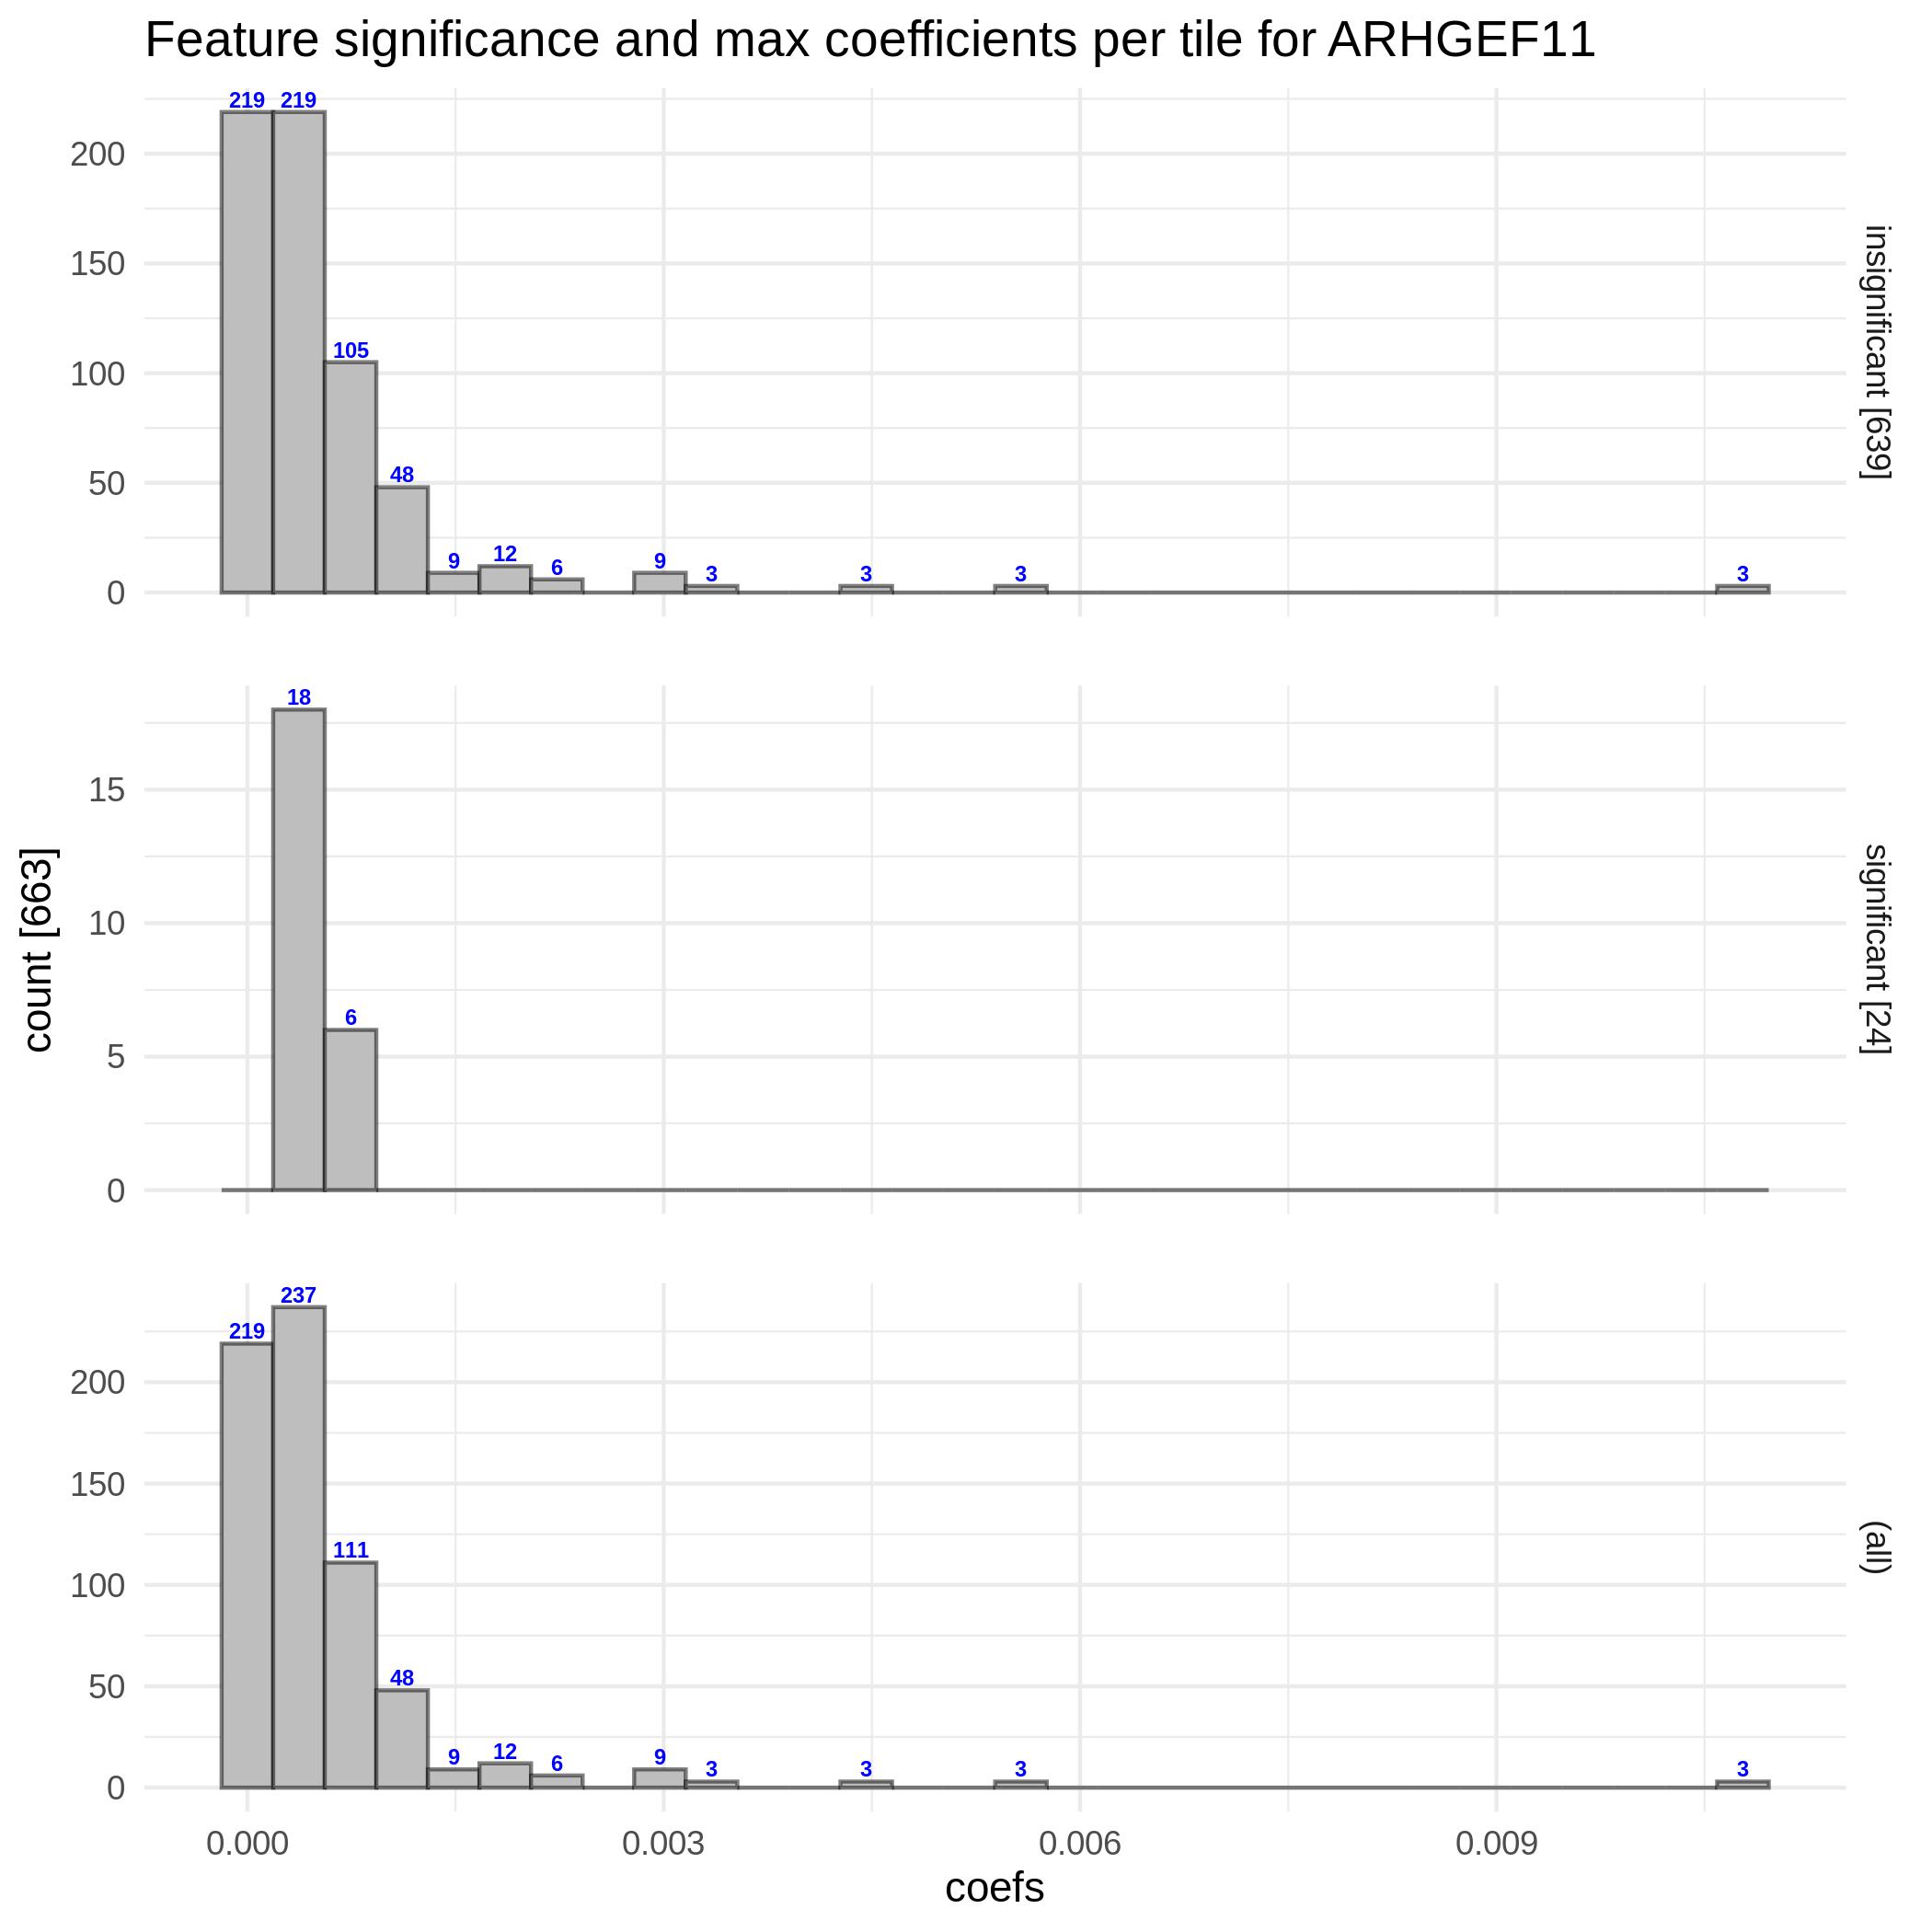 Feature significance and max coefficients per tile for ARHGEF11
219 219
200
150
105
100
48
50
9 12 6 9 3 3 3 3
0
insignificant [639]
18
15
10
6
5
0
significant [24]
count [663]
237
219
200
150
111
100
48
50
9 12 6 9 3 3 3 3
0
(all)
0.000 0.003 0.006 0.009
coefs